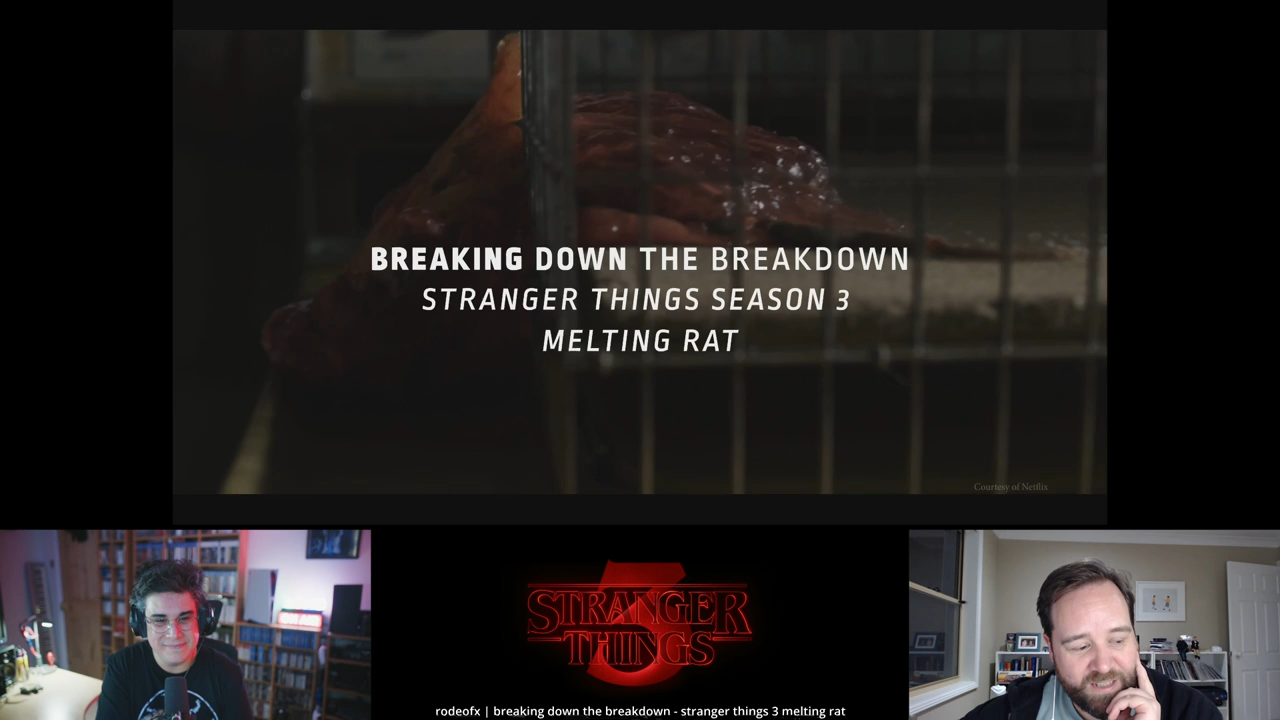 BREAKING DOWN THE BREAKDOWN
STRANGER THINGS SEASON 3
MELTING RAT
Courtesy of Netflix
STRANGER
THINGS
3
rodeofx | breaking down the breakdown - stranger things 3 melting rat